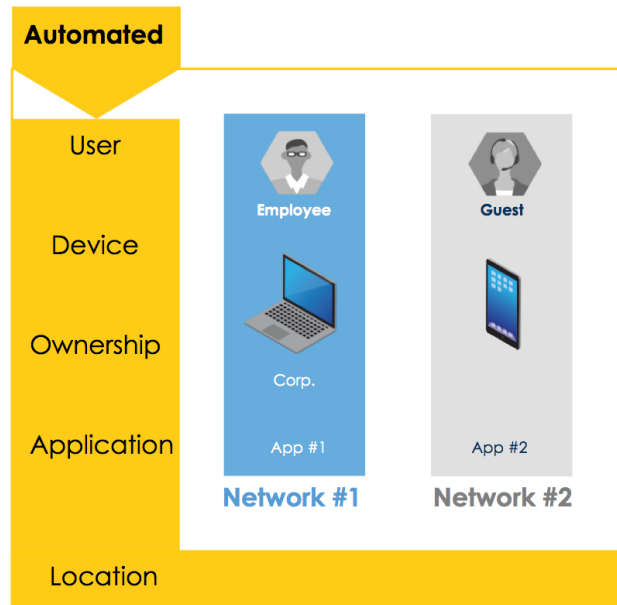 Automated
User
Employee
Guest
Device
Ownership
Corp.
Application
App #1
App #2
Network #1
Network #2
Location